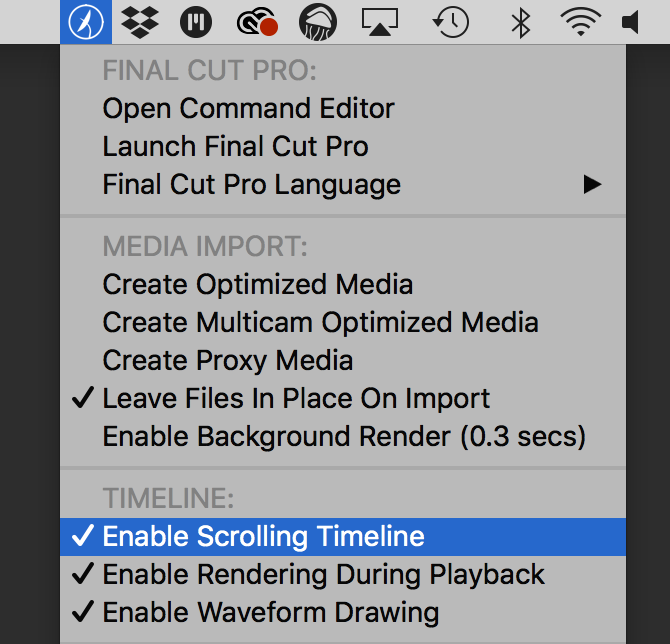 FINAL CUT PRO:
Open Command Editor
Launch Final Cut Pro
Final Cut Pro Language
MEDIA IMPORT:
Create Optimized Media
Create Multicam Optimized Media
Create Proxy Media
Leave Files In Place On Import
Enable Background Render (0.3 secs)
TIMELINE:
Enable Scrolling Timeline
Enable Rendering During Playback
Enable Waveform Drawing